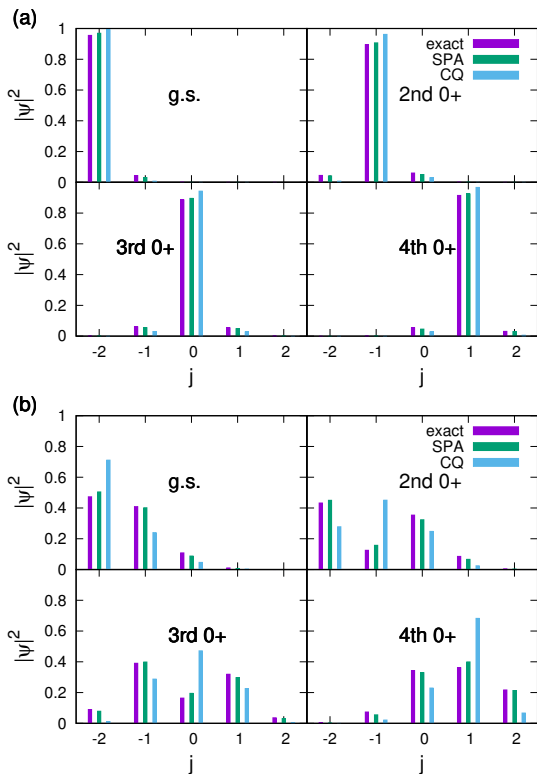 (a)
1
0.8
0.6
0.4
0.2
0
|ψ|²
g.s.
exact
SPA
CQ
2nd 0+
0.8
0.6
0.4
0.2
0
|ψ|²
3rd 0+
4th 0+
-2 -1 0 1 2
-2 -1 0 1 2
j
j
(b)
1
0.8
0.6
0.4
0.2
0
|ψ|²
g.s.
exact
SPA
CQ
2nd 0+
0.8
0.6
0.4
0.2
0
|ψ|²
3rd 0+
4th 0+
-2 -1 0 1 2
-2 -1 0 1 2
j
j